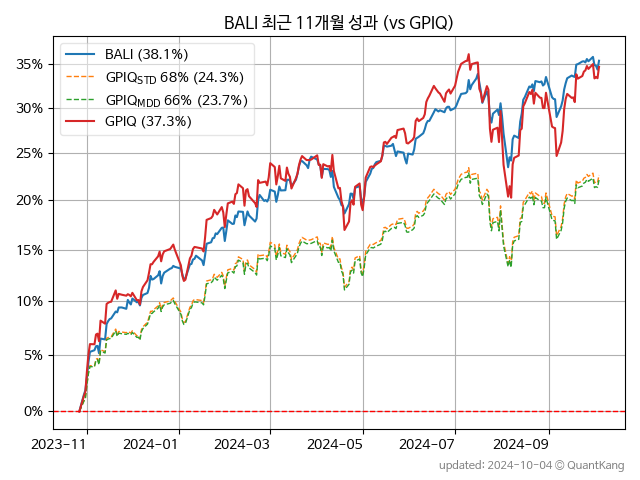 BALI 최근 11개월 성과 (vs GPIQ)
BALI (38.1%)
GPIQSTD 68% (24.3%)
GPIQMDD 66% (23.7%)
GPIQ (37.3%)
35%
30%
25%
20%
15%
10%
5%
0%
2023-11 2024-01 2024-03 2024-05 2024-07 2024-09
updated: 2024-10-04 © QuantKang